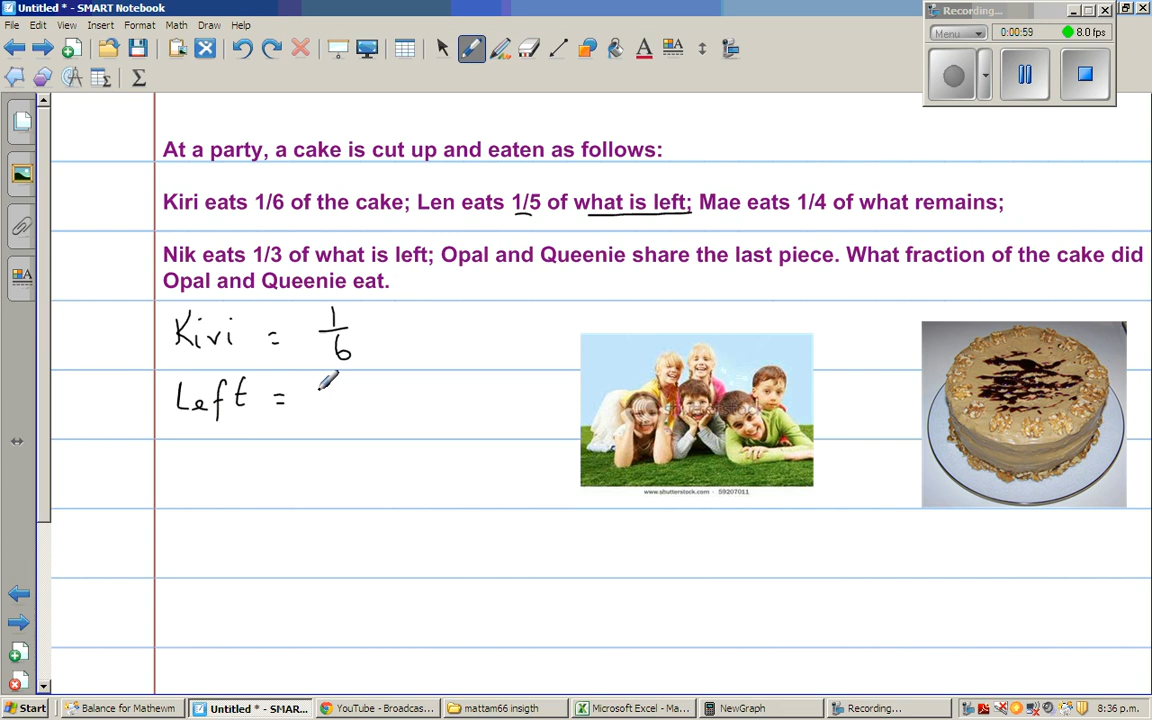 Untitled * - SMART Notebook
Recording...
File Edit View Insert Format Math Draw Help
Menu 0:00:59 8.0 fps
At a party, a cake is cut up and eaten as follows:
Kiri eats 1/6 of the cake; Len eats 1/5 of what is left; Mae eats 1/4 of what remains;
Nik eats 1/3 of what is left; Opal and Queenie share the last piece. What fraction of the cake did
Opal and Queenie eat.
Kiri = 1/6
Left =
www.shutterstock.com · 59207011
Start Balance for Mathewm Untitled * - SMAR... YouTube - Broadcas... mattam66 insigth Microsoft Excel - Ma... NewGraph Recording... 8:36 p.m.